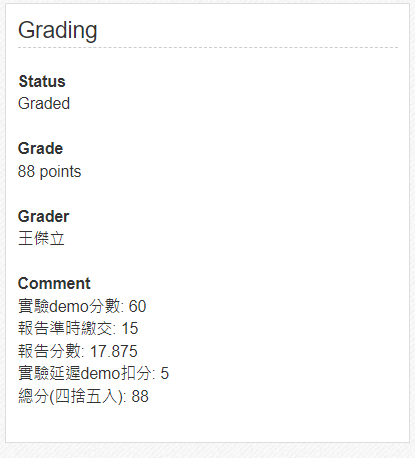 Grading
Status
Graded
Grade
88 points
Grader
王傑立
Comment
實驗demo分數: 60
報告準時繳交: 15
報告分數: 17.875
實驗延遲demo扣分: 5
總分(四捨五入): 88